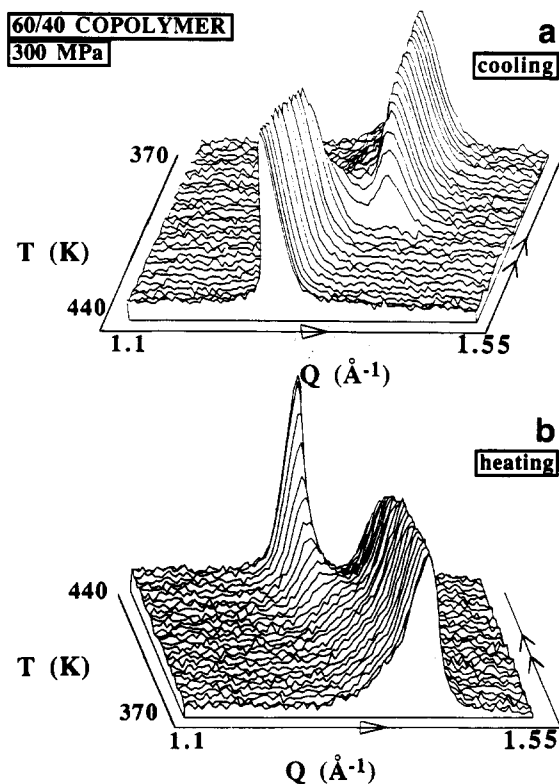 60/40 COPOLYMER
300 MPa
a
cooling
370
T (K)
440
1.1
1.55
Q (Å-1)
b
heating
440
T (K)
370
1.1
1.55
Q (Å-1)